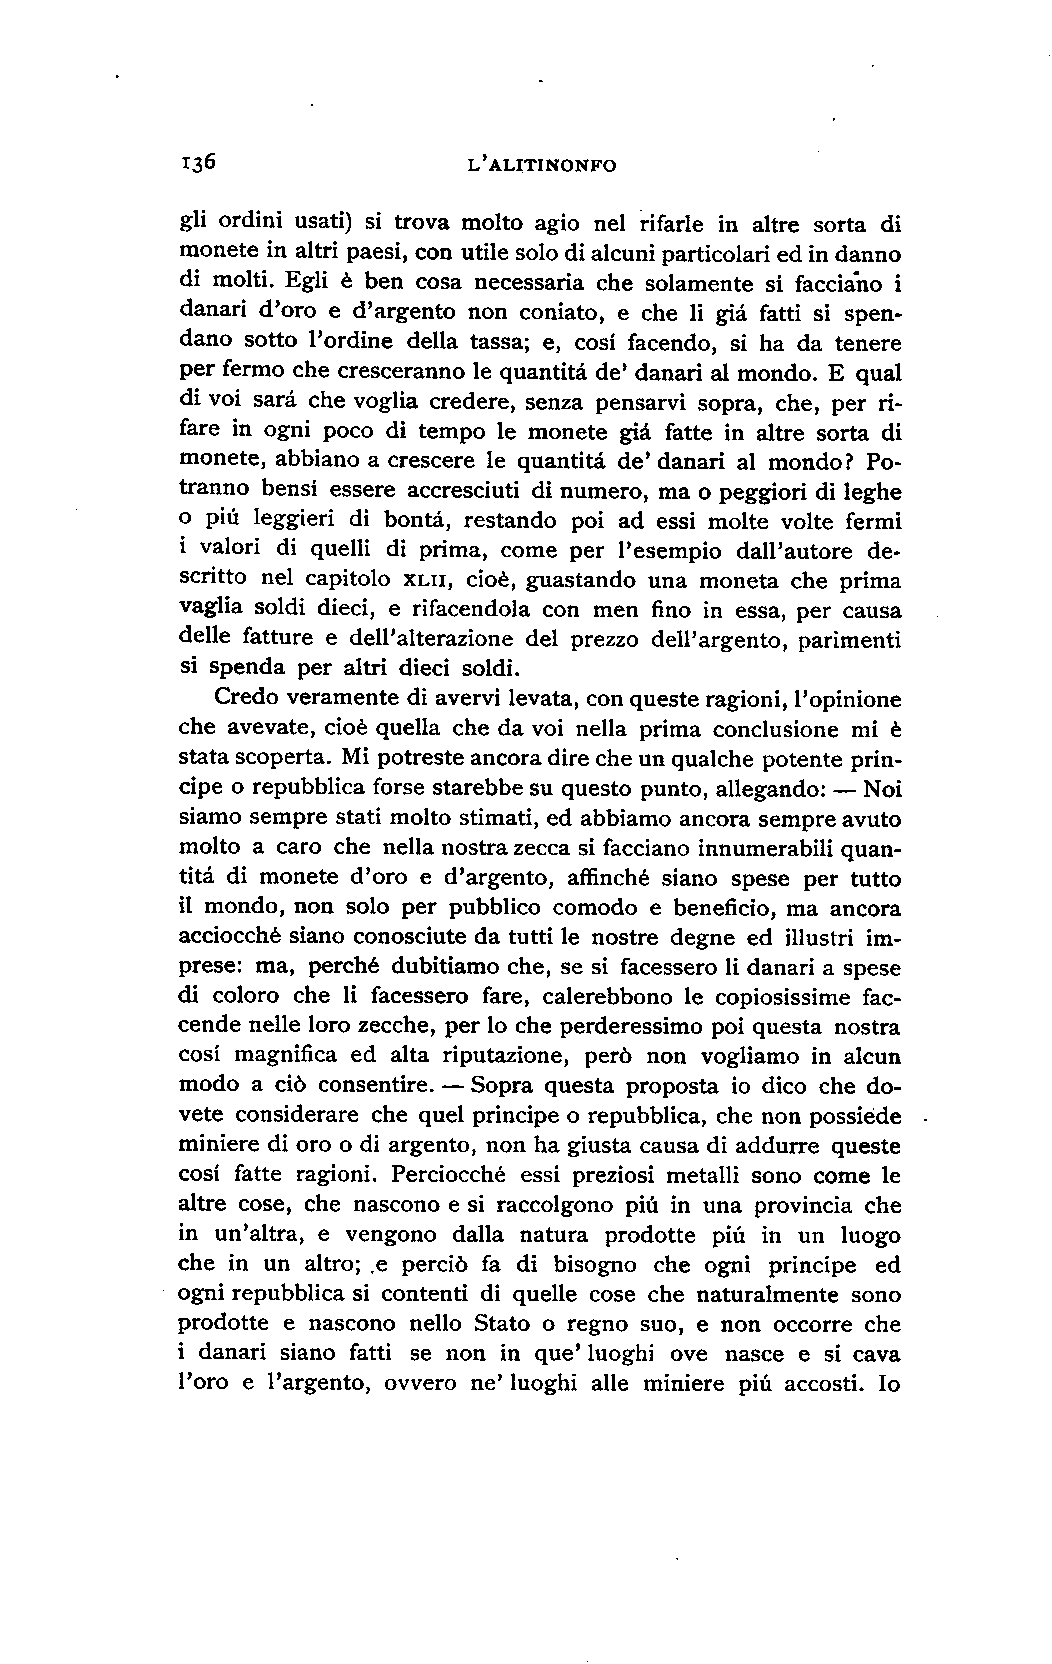 136 L'ALITINONFO
gli ordini usati) si trova molto agio nel rifarle in altre sorta di
monete in altri paesi, con utile solo di alcuni particolari ed in danno
di molti. Egli è ben cosa necessaria che solamente si facciano i
danari d'oro e d'argento non coniato, e che li giá fatti si spen-
dano sotto l'ordine della tassa; e, cosí facendo, si ha da tenere
per fermo che cresceranno le quantitá de' danari al mondo. E qual
di voi sará che voglia credere, senza pensarvi sopra, che, per ri-
fare in ogni poco di tempo le monete giá fatte in altre sorta di
monete, abbiano a crescere le quantitá de' danari al mondo? Po-
tranno bensi essere accresciuti di numero, ma o peggiori di leghe
o piú leggieri di bontá, restando poi ad essi molte volte fermi
i valori di quelli di prima, come per l'esempio dall'autore de-
scritto nel capitolo XLII, cioè, guastando una moneta che prima
vaglia soldi dieci, e rifacendola con men fino in essa, per causa
delle fatture e dell'alterazione del prezzo dell'argento, parimenti
si spenda per altri dieci soldi.
Credo veramente di avervi levata, con queste ragioni, l'opinione
che avevate, cioè quella che da voi nella prima conclusione mi è
stata scoperta. Mi potreste ancora dire che un qualche potente prin-
cipe o repubblica forse starebbe su questo punto, allegando: — Noi
siamo sempre stati molto stimati, ed abbiamo ancora sempre avuto
molto a caro che nella nostra zecca si facciano innumerabili quan-
titá di monete d'oro e d'argento, affinché siano spese per tutto
il mondo, non solo per pubblico comodo e beneficio, ma ancora
acciocché siano conosciute da tutti le nostre degne ed illustri im-
prese: ma, perché dubitiamo che, se si facessero li danari a spese
di coloro che li facessero fare, calerebbono le copiosissime fac-
cende nelle loro zecche, per lo che perderessimo poi questa nostra
cosí magnifica ed alta riputazione, però non vogliamo in alcun
modo a ciò consentire. — Sopra questa proposta io dico che do-
vete considerare che quel principe o repubblica, che non possiede
miniere di oro o di argento, non ha giusta causa di addurre queste
cosí fatte ragioni. Perciocché essi preziosi metalli sono come le
altre cose, che nascono e si raccolgono piú in una provincia che
in un'altra, e vengono dalla natura prodotte piú in un luogo
che in un altro; e perciò fa di bisogno che ogni principe ed
ogni repubblica si contenti di quelle cose che naturalmente sono
prodotte e nascono nello Stato o regno suo, e non occorre che
i danari siano fatti se non in que' luoghi ove nasce e si cava
l'oro e l'argento, ovvero ne' luoghi alle miniere piú accosti. Io